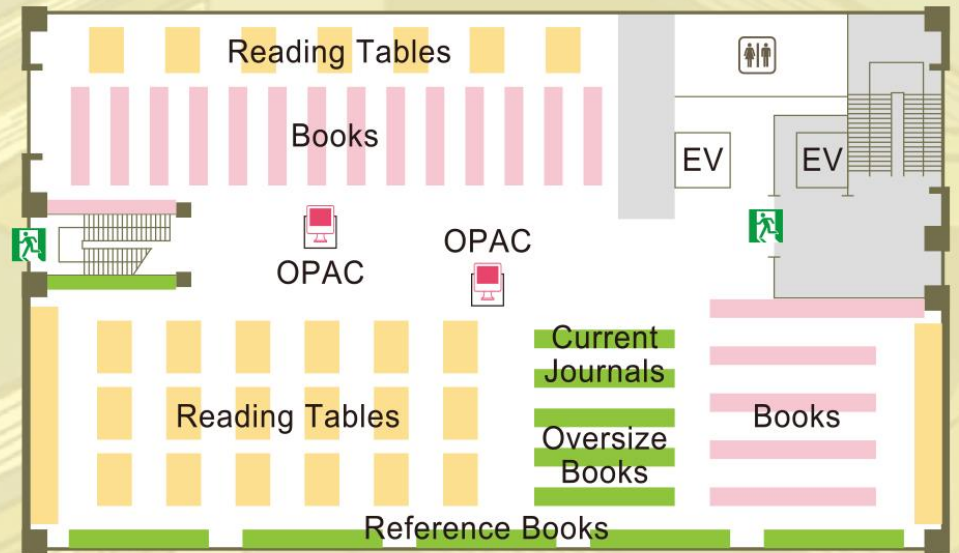 Reading Tables
Books
EV
EV
OPAC
OPAC
Current
Journals
Reading Tables
Books
Oversize
Books
Reference Books